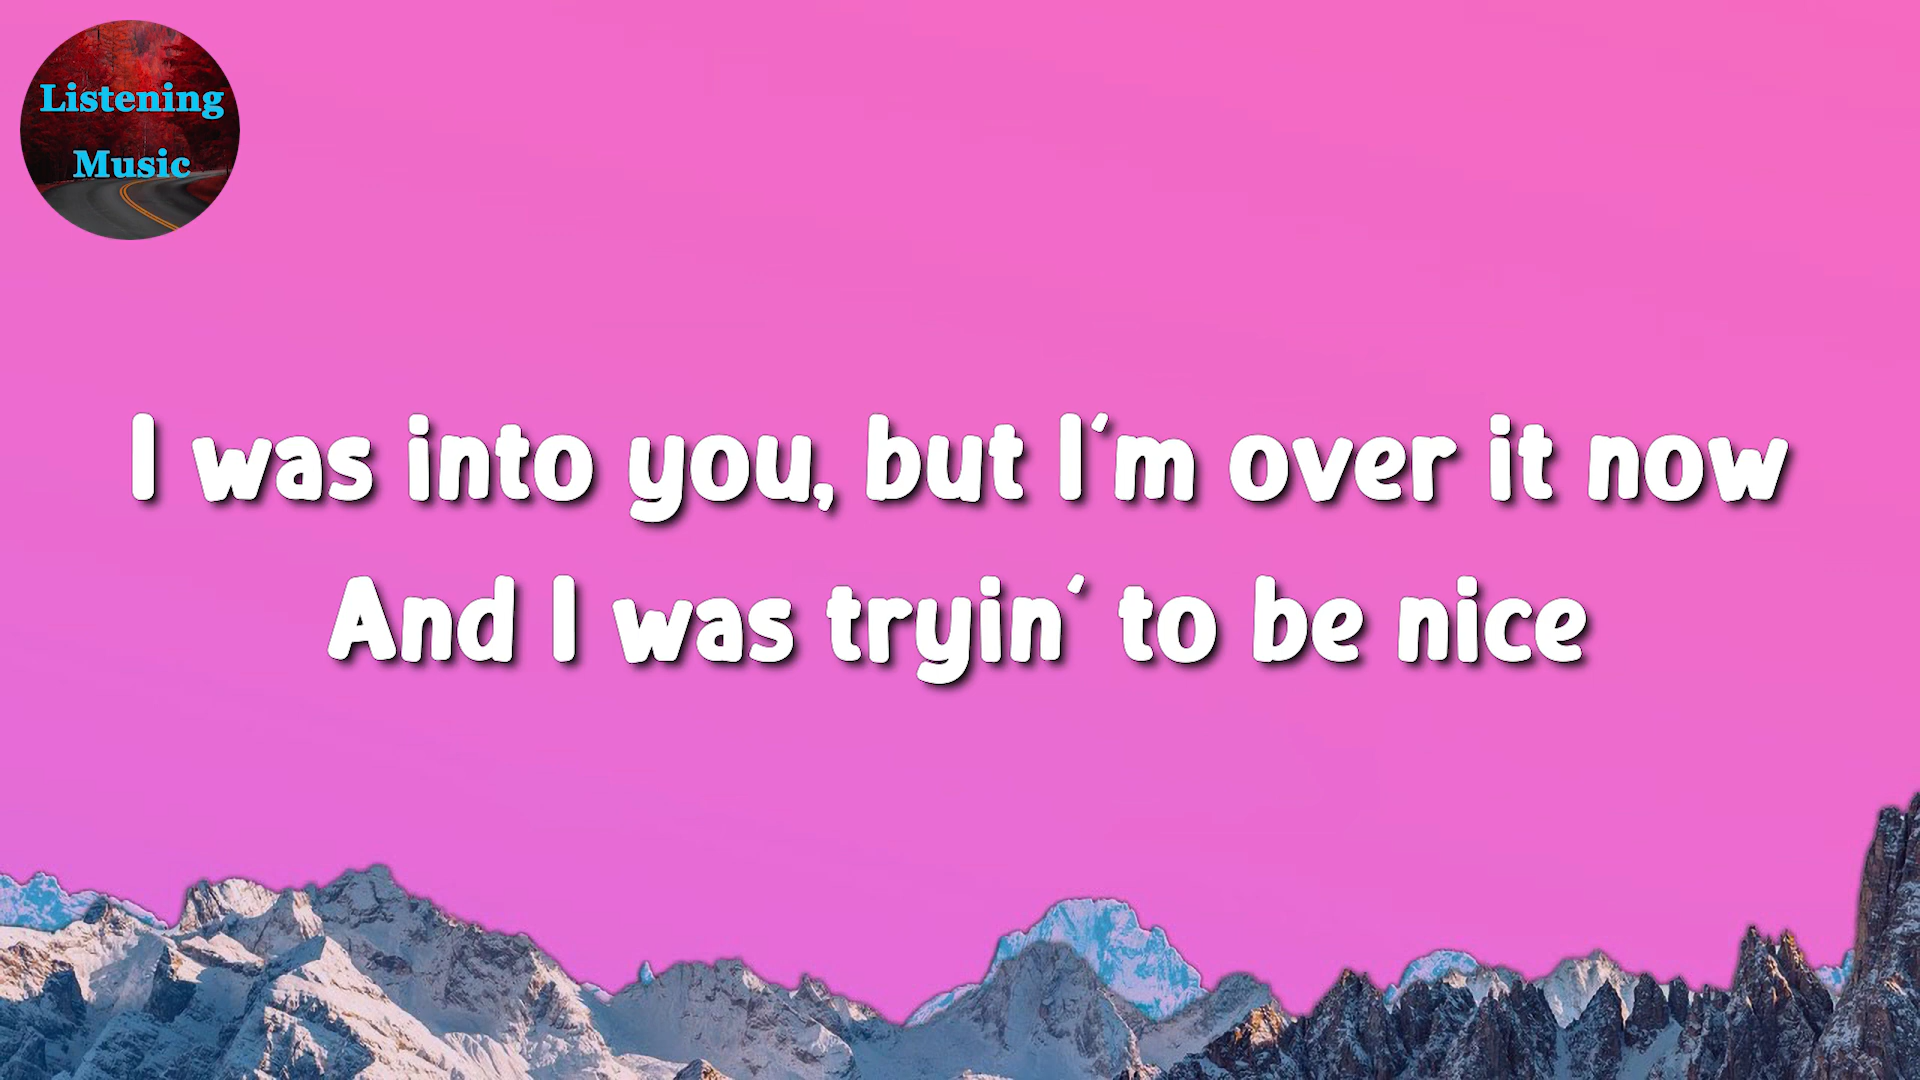 Listening
Music
I was into you, but I'm over it now
And I was tryin' to be nice